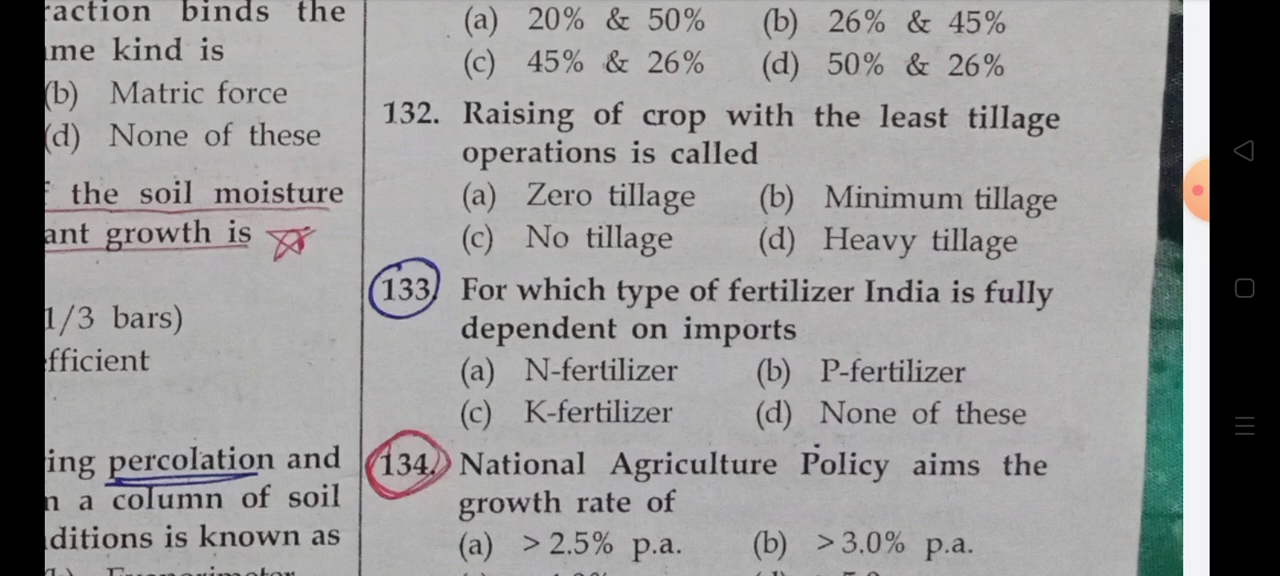 raction binds the
me kind is
(b) Matric force
(d) None of these
the soil moisture
ant growth is
1/3 bars)
fficient
ing percolation and
n a column of soil
ditions is known as
(a) 20% & 50% (b) 26% & 45%
(c) 45% & 26% (d) 50% & 26%
132. Raising of crop with the least tillage
operations is called
(a) Zero tillage (b) Minimum tillage
(c) No tillage (d) Heavy tillage
133. For which type of fertilizer India is fully
dependent on imports
(a) N-fertilizer (b) P-fertilizer
(c) K-fertilizer (d) None of these
134. National Agriculture Policy aims the
growth rate of
(a) > 2.5% p.a. (b) > 3.0% p.a.